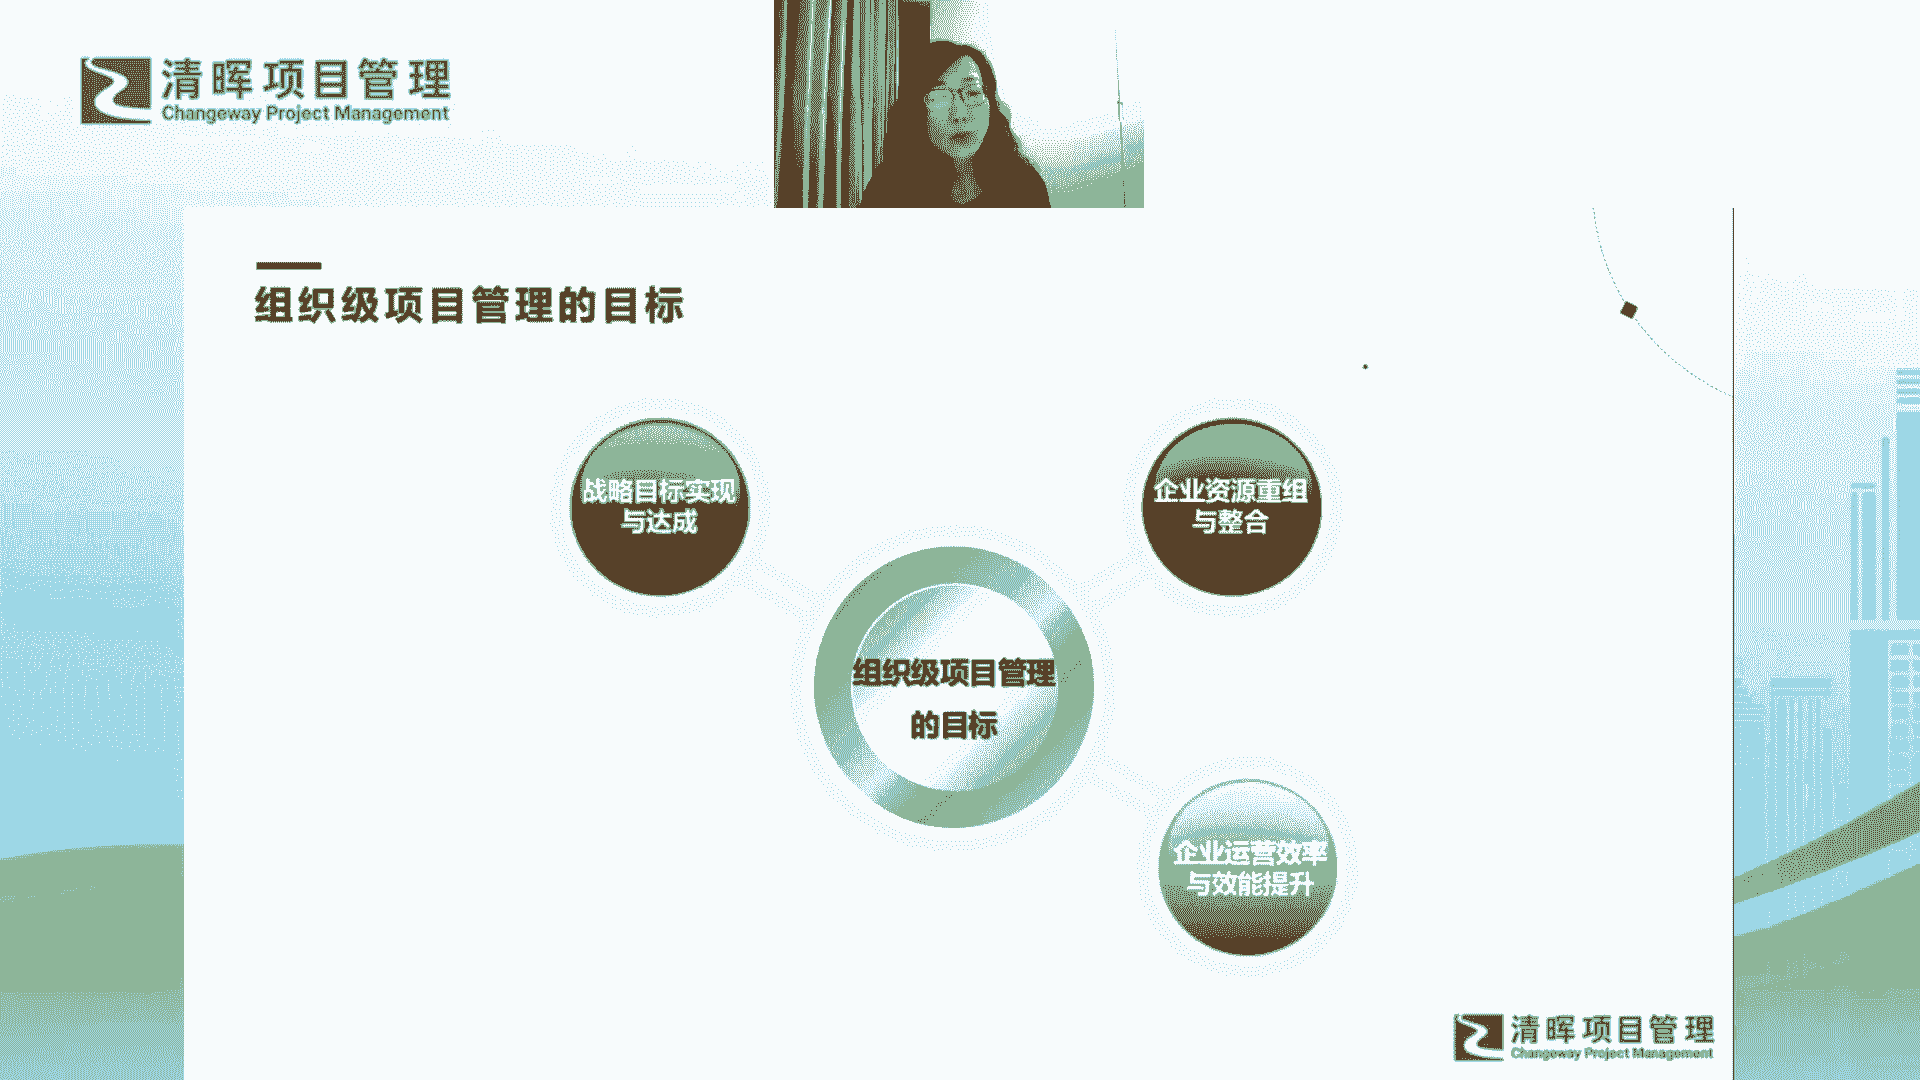 清晖项目管理
Changeway Project Management
组织级项目管理的目标
战略目标实现
与达成
企业资源重组
与整合
组织级项目管理
的目标
企业运营效率
与效能提升
清晖项目管理
Changeway Project Management